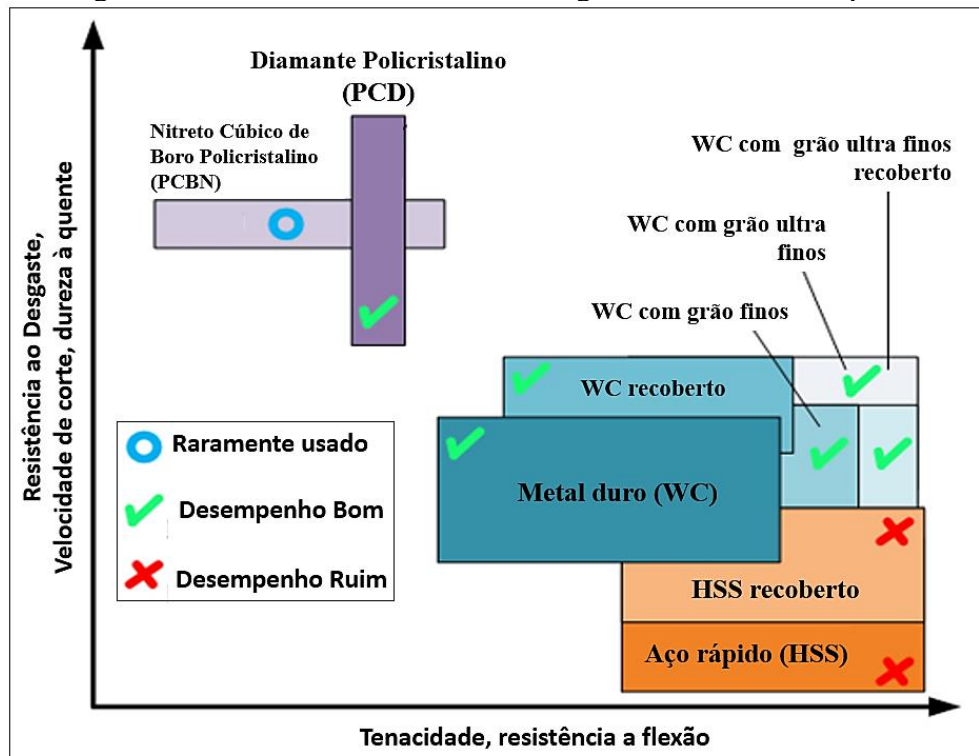 Diamante Policristalino
(PCD)
Nitreto Cúbico de
Boro Policristalino
(PCBN)
WC com grão ultra finos
recoberto
WC com grão ultra
finos
WC com grão finos
WC recoberto
Metal duro (WC)
HSS recoberto
Aço rápido (HSS)
Raramente usado
Desempenho Bom
Desempenho Ruim
Resistência ao Desgaste,
Velocidade de corte, dureza à quente
Tenacidade, resistência a flexão